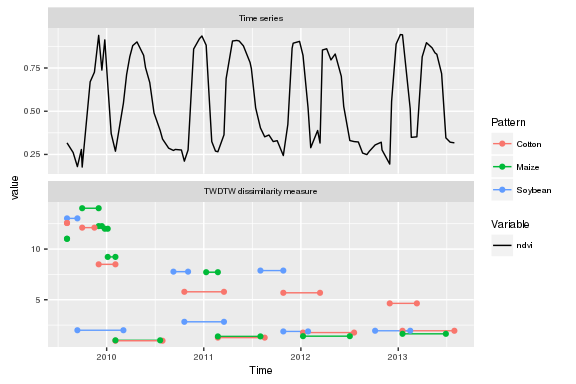 Time series
0.75
0.50
0.25
TWDTW dissimilarity measure
10
5
value
2010 2011 2012 2013
Time
Pattern
Cotton
Maize
Soybean
Variable
ndvi